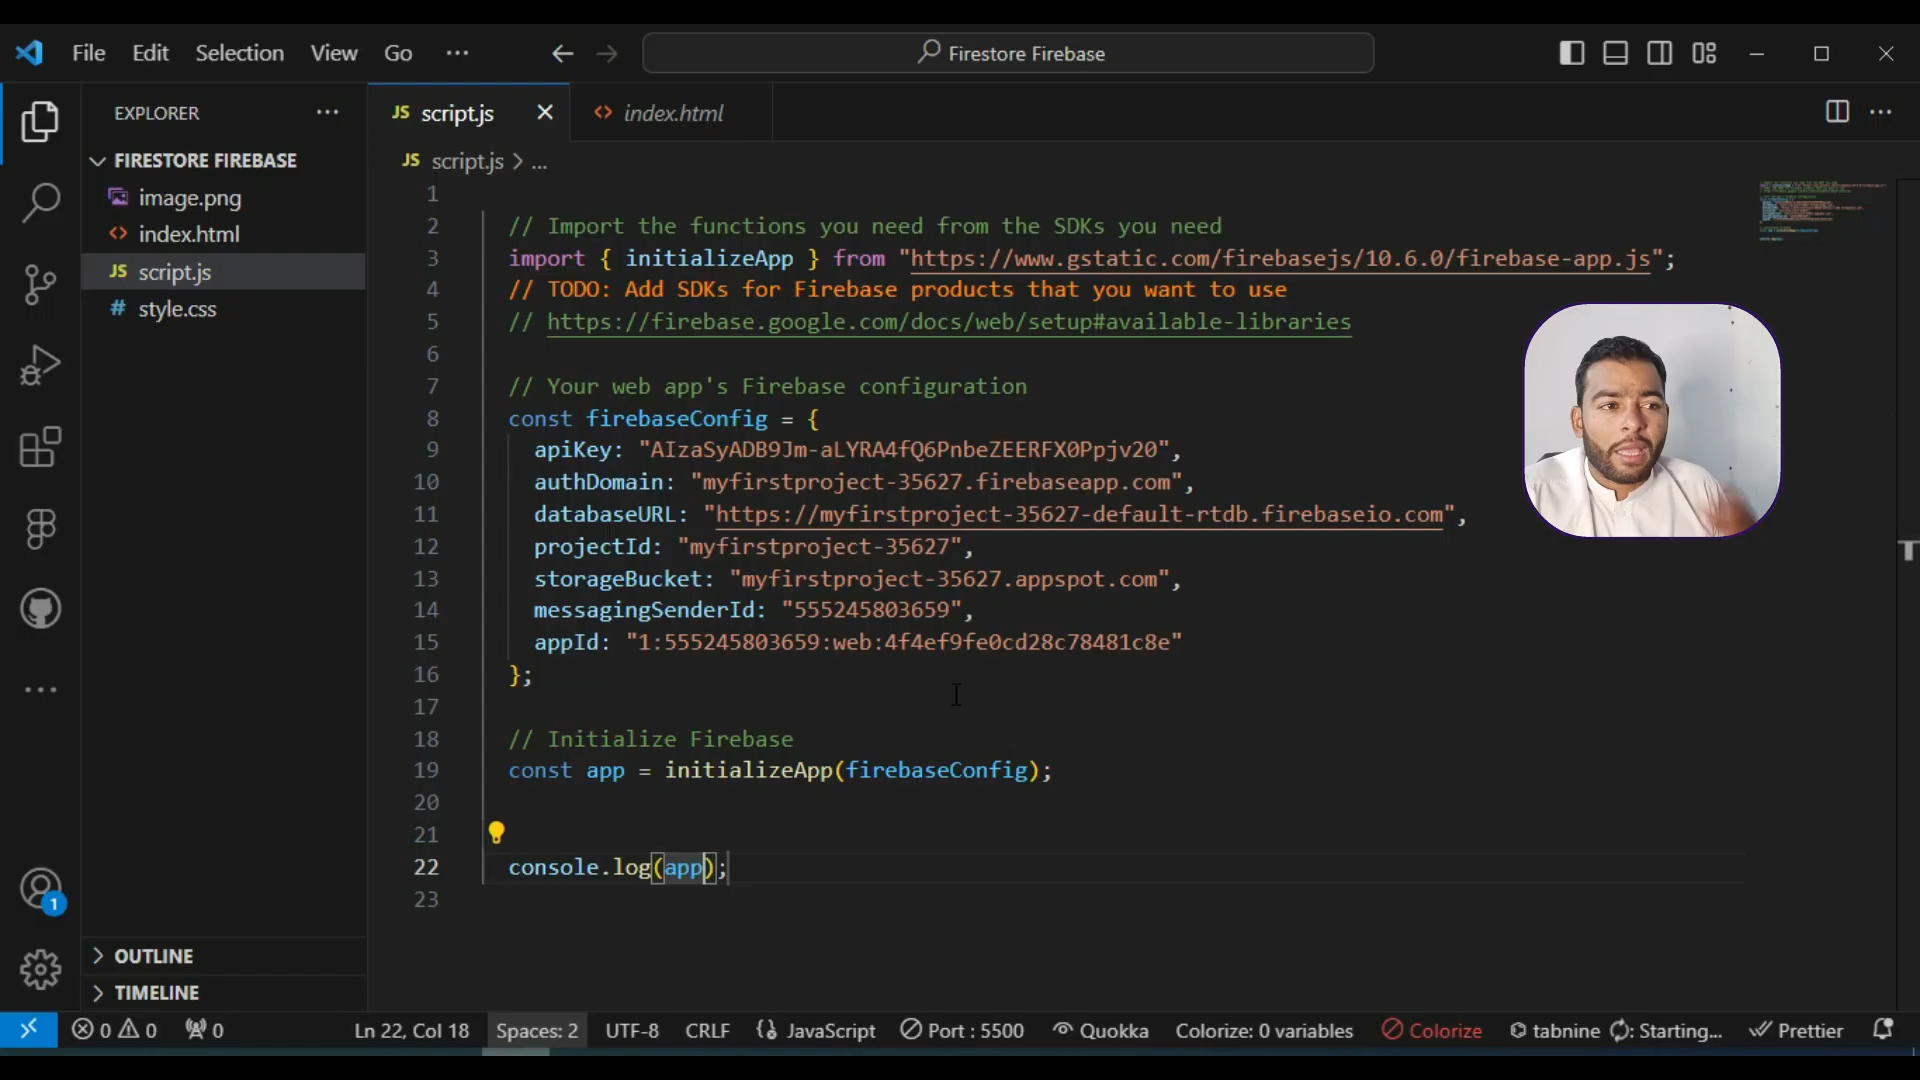 File Edit Selection View Go ...
Firestore Firebase
EXPLORER ...
JS script.js
<> index.html
FIRESTORE FIREBASE
image.png
<> index.html
JS script.js
# style.css
JS script.js > ...
1
2 // Import the functions you need from the SDKs you need
3 import { initializeApp } from "https://www.gstatic.com/firebasejs/10.6.0/firebase-app.js";
4 // TODO: Add SDKs for Firebase products that you want to use
5 // https://firebase.google.com/docs/web/setup#available-libraries
6
7 // Your web app's Firebase configuration
8 const firebaseConfig = {
9 apiKey: "AIzaSyADB9Jm-aLYRA4fQ6PnbeZEERFX0Ppjv20",
10 authDomain: "myfirstproject-35627.firebaseapp.com",
11 databaseURL: "https://myfirstproject-35627-default-rtdb.firebaseio.com",
12 projectId: "myfirstproject-35627",
13 storageBucket: "myfirstproject-35627.appspot.com",
14 messagingSenderId: "555245803659",
15 appId: "1:555245803659:web:4f4ef9fe0cd28c78481c8e"
16 };
17
18 // Initialize Firebase
19 const app = initializeApp(firebaseConfig);
20
21
22 console.log(app);
23
1
OUTLINE
TIMELINE
0 0 0 Ln 22, Col 18 Spaces: 2 UTF-8 CRLF JavaScript Port : 5500 Quokka Colorize: 0 variables Colorize tabnine : Starting... Prettier